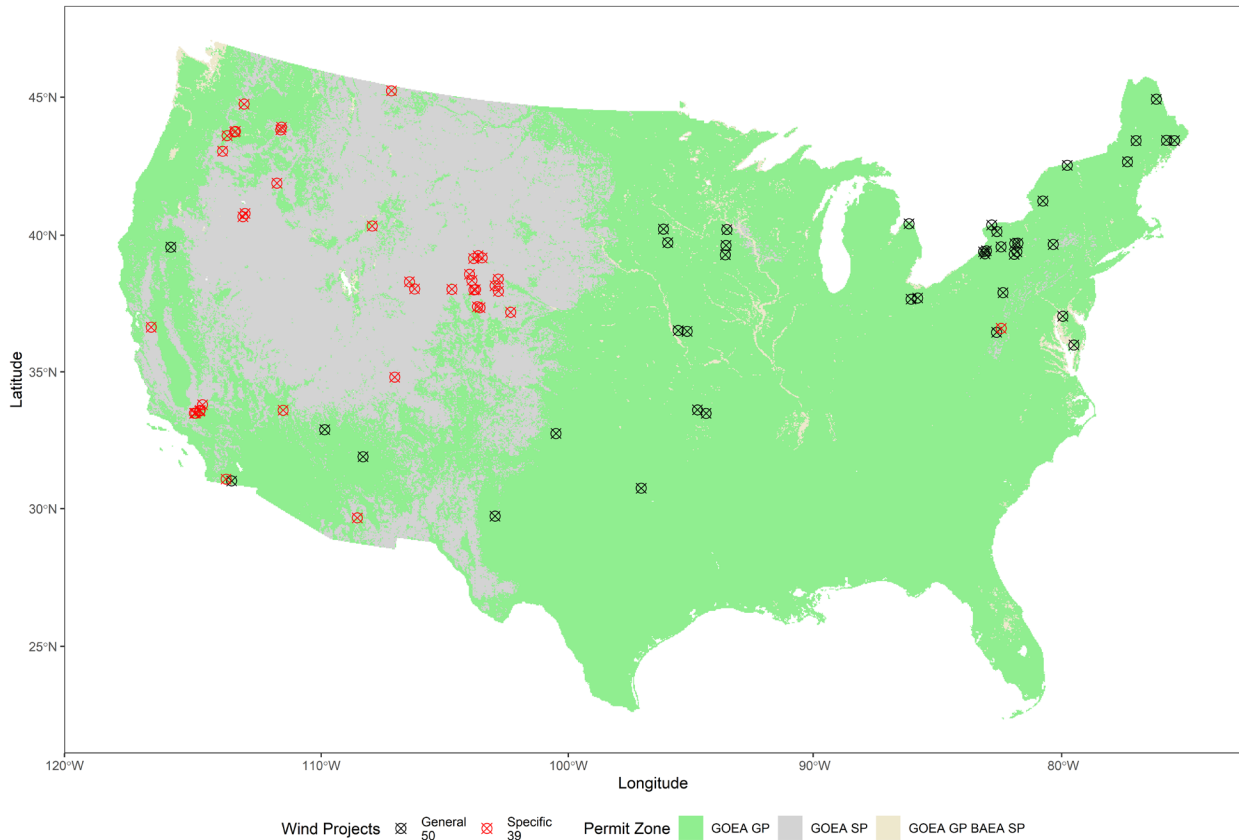 45°N
40°N
35°N
30°N
25°N
Latitude
120°W
110°W
100°W
90°W
80°W
Longitude
Wind Projects
General
50
Specific
39
Permit Zone
GOEA GP
GOEA SP
GOEA GP BAEA SP